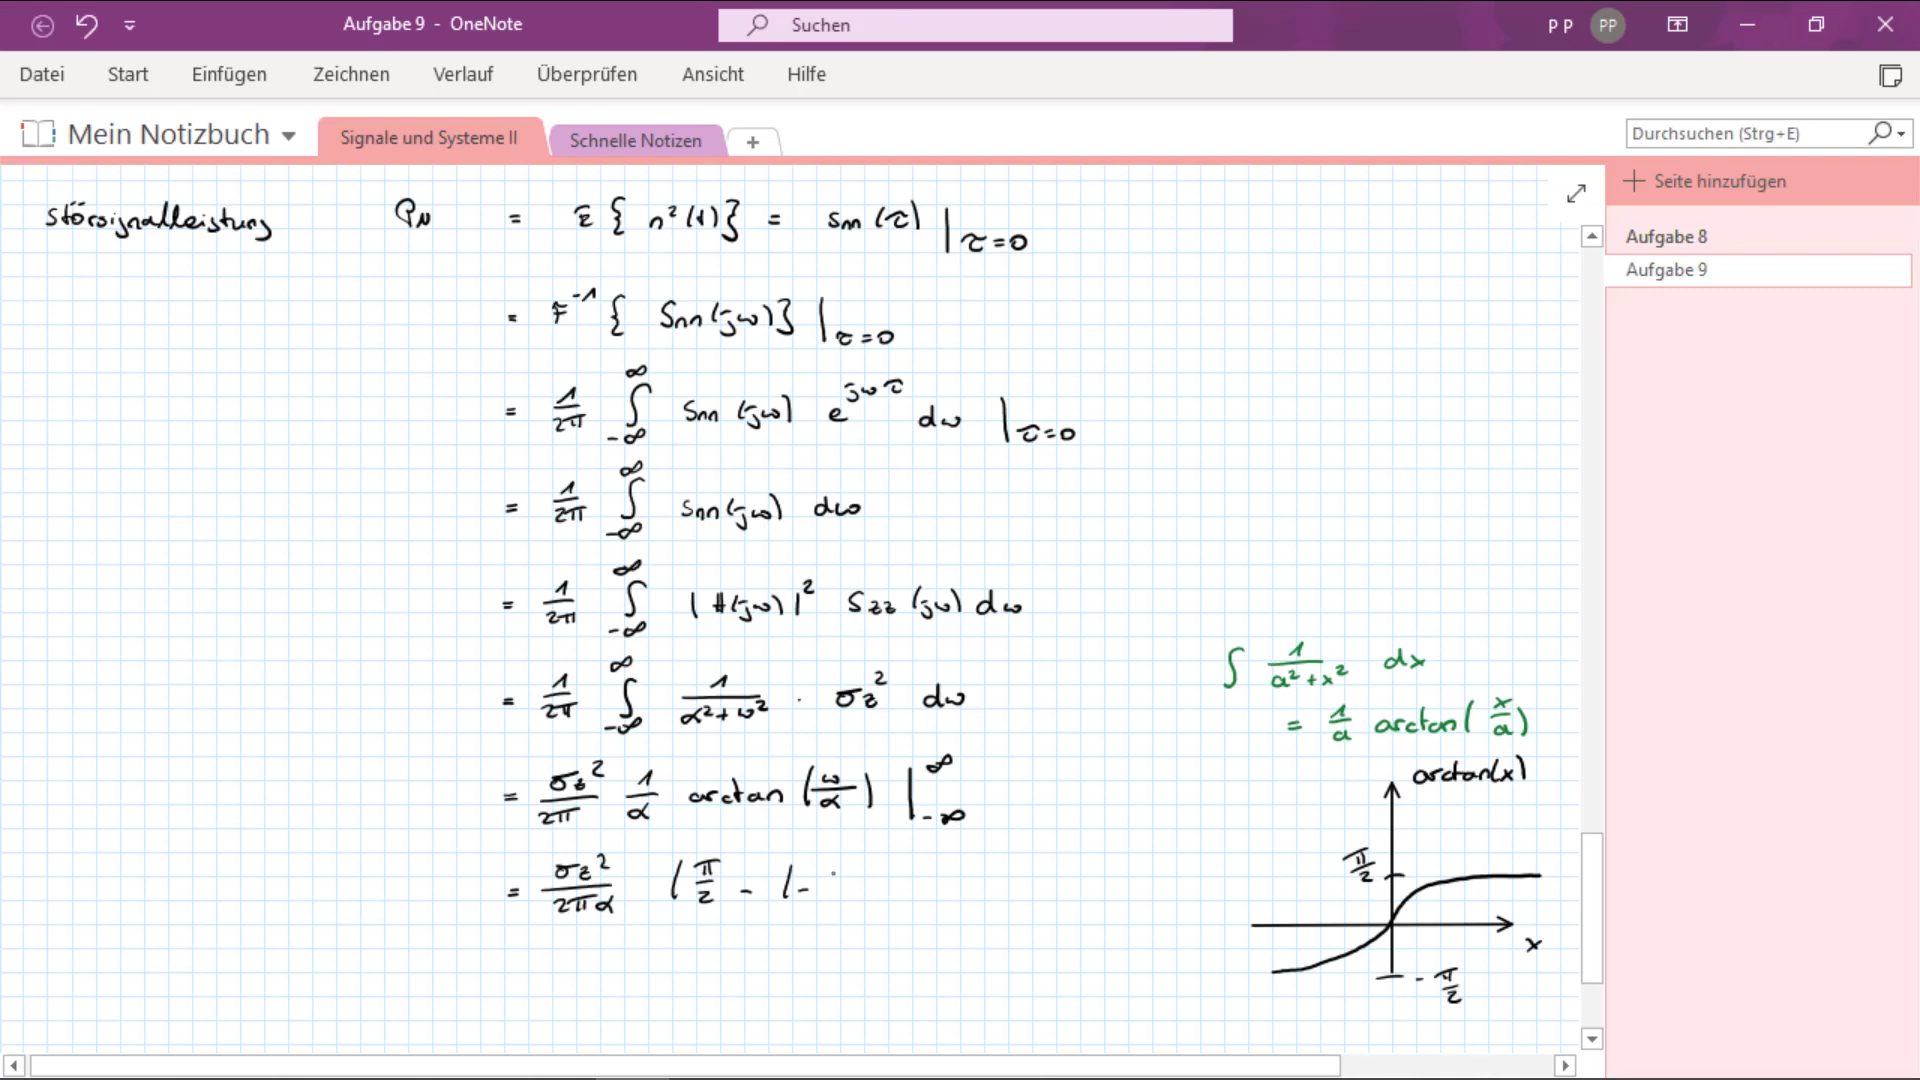 Aufgabe 9 - OneNote
Suchen
P P
PP
Datei Start Einfügen Zeichnen Verlauf Überprüfen Ansicht Hilfe
Mein Notizbuch
Signale und Systeme II
Schnelle Notizen
+
Durchsuchen (Strg+E)
Seite hinzufügen
Aufgabe 8
Aufgabe 9
Störsignalleistung P_N = E { n²(t) } = s_nn (τ) |_τ=0
= F⁻¹ { S_nn (jω) } |_τ=0
= 1/2π ∫_-∞^∞ S_nn (jω) e^jωτ dω |_τ=0
= 1/2π ∫_-∞^∞ S_nn (jω) dω
= 1/2π ∫_-∞^∞ | H(jω) |² S_zz (jω) dω
= 1/2π ∫_-∞^∞ 1/(α² + ω²) · σ_z² dω
= σ_z²/2π 1/α arctan (ω/α) |_-∞^∞
= σ_z²/2πα ( π/2 - ( -
∫ 1/(a² + x²) dx
= 1/a arctan ( x/a )
arctan(x)
π/2
x
- π/2